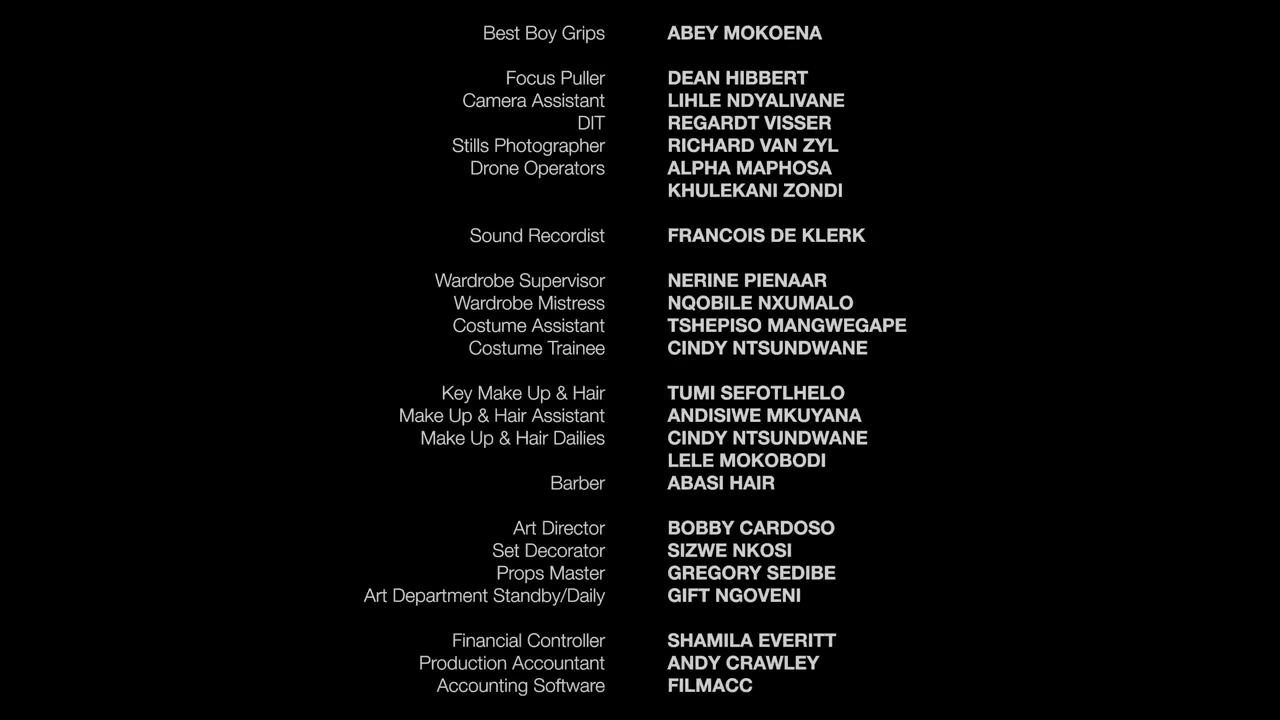 Best Boy Grips ABEY MOKOENA
Focus Puller DEAN HIBBERT
Camera Assistant LIHLE NDYALIVANE
DIT REGARDT VISSER
Stills Photographer RICHARD VAN ZYL
Drone Operators ALPHA MAPHOSA
KHULEKANI ZONDI
Sound Recordist FRANCOIS DE KLERK
Wardrobe Supervisor NERINE PIENAAR
Wardrobe Mistress NQOBILE NXUMALO
Costume Assistant TSHEPISO MANGWEGAPE
Costume Trainee CINDY NTSUNDWANE
Key Make Up & Hair TUMI SEFOTLHELO
Make Up & Hair Assistant ANDISIWE MKUYANA
Make Up & Hair Dailies CINDY NTSUNDWANE
LELE MOKOBODI
Barber ABASI HAIR
Art Director BOBBY CARDOSO
Set Decorator SIZWE NKOSI
Props Master GREGORY SEDIBE
Art Department Standby/Daily GIFT NGOVENI
Financial Controller SHAMILA EVERITT
Production Accountant ANDY CRAWLEY
Accounting Software FILMACC